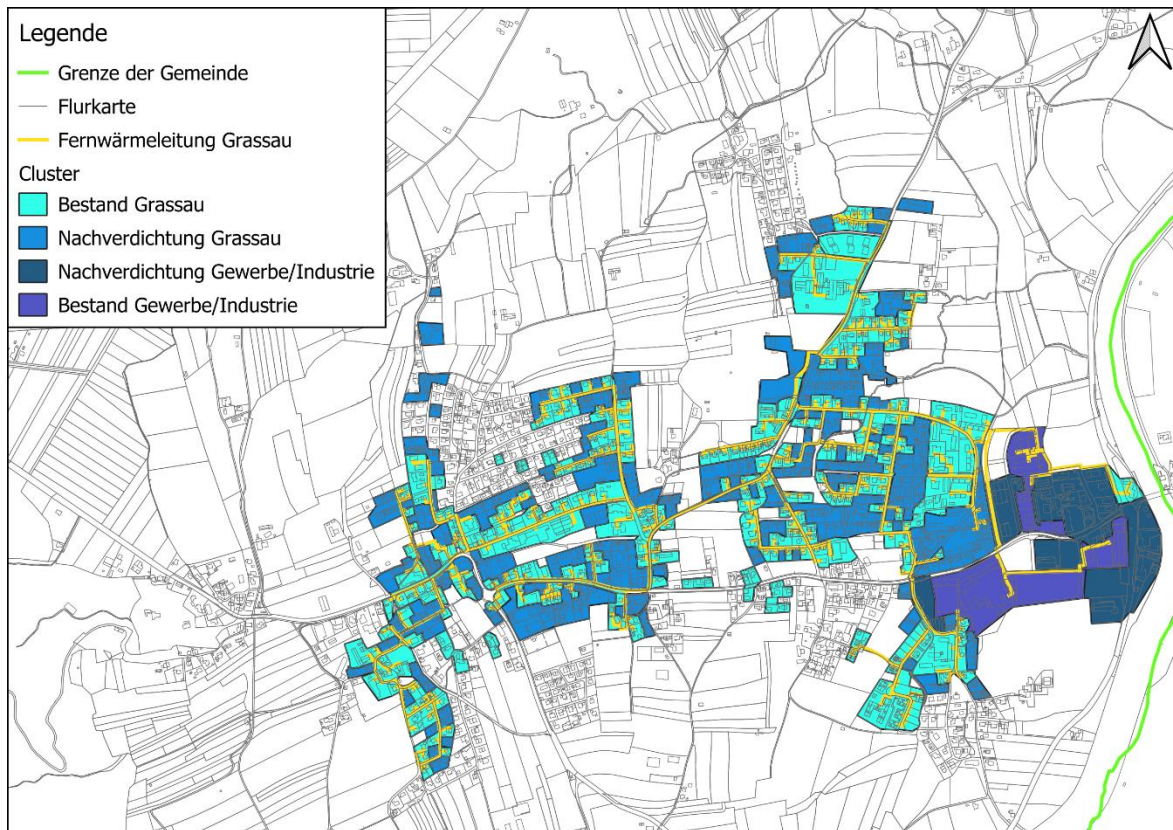 Legende
Grenze der Gemeinde
Flurkarte
Fernwärmeleitung Grassau
Cluster
Bestand Grassau
Nachverdichtung Grassau
Nachverdichtung Gewerbe/Industrie
Bestand Gewerbe/Industrie